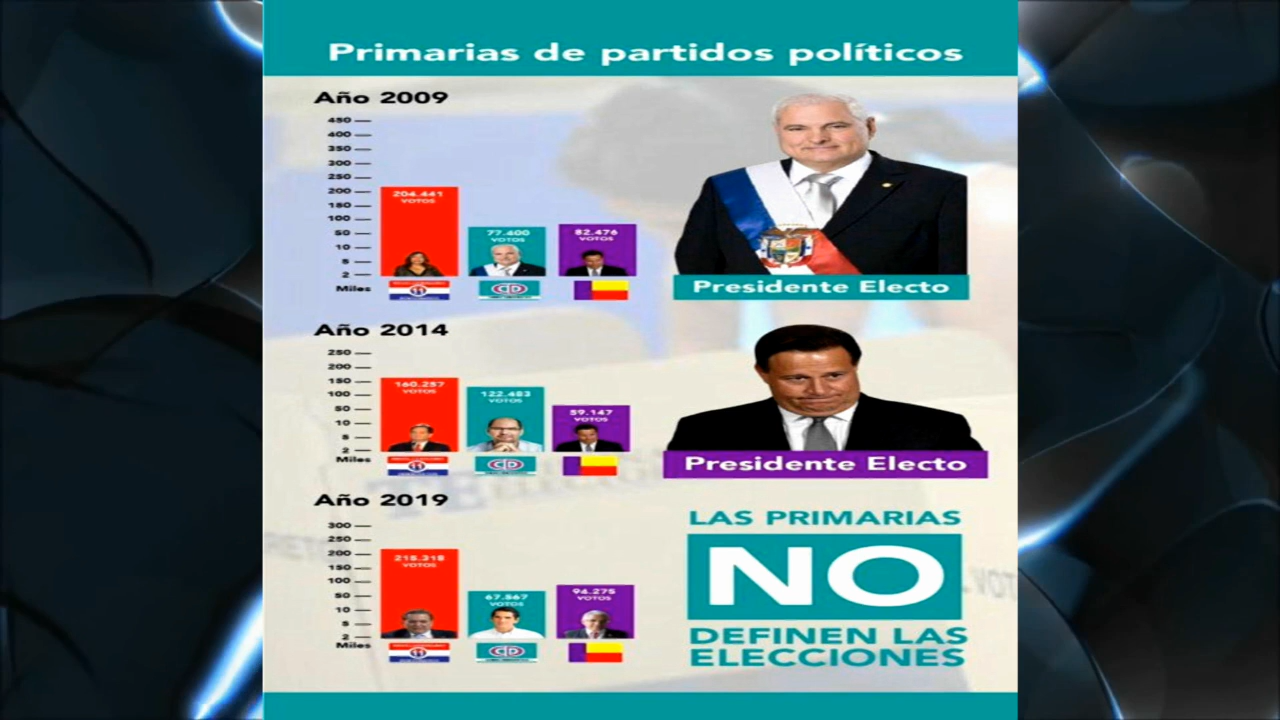 Primarias de partidos políticos
Año 2009
450
400
350
300
250
200
150
100
50
10
5
2
Miles
204.441
VOTOS
77.400
VOTOS
82.476
VOTOS
CD
Presidente Electo
Año 2014
250
200
150
100
50
10
5
2
Miles
160.257
VOTOS
122.483
VOTOS
59.147
VOTOS
CD
Presidente Electo
Año 2019
300
250
200
150
100
50
10
5
2
Miles
VOTOS
67.867
VOTOS
94.275
VOTOS
CD
LAS PRIMARIAS
NO
DEFINEN LAS
ELECCIONES